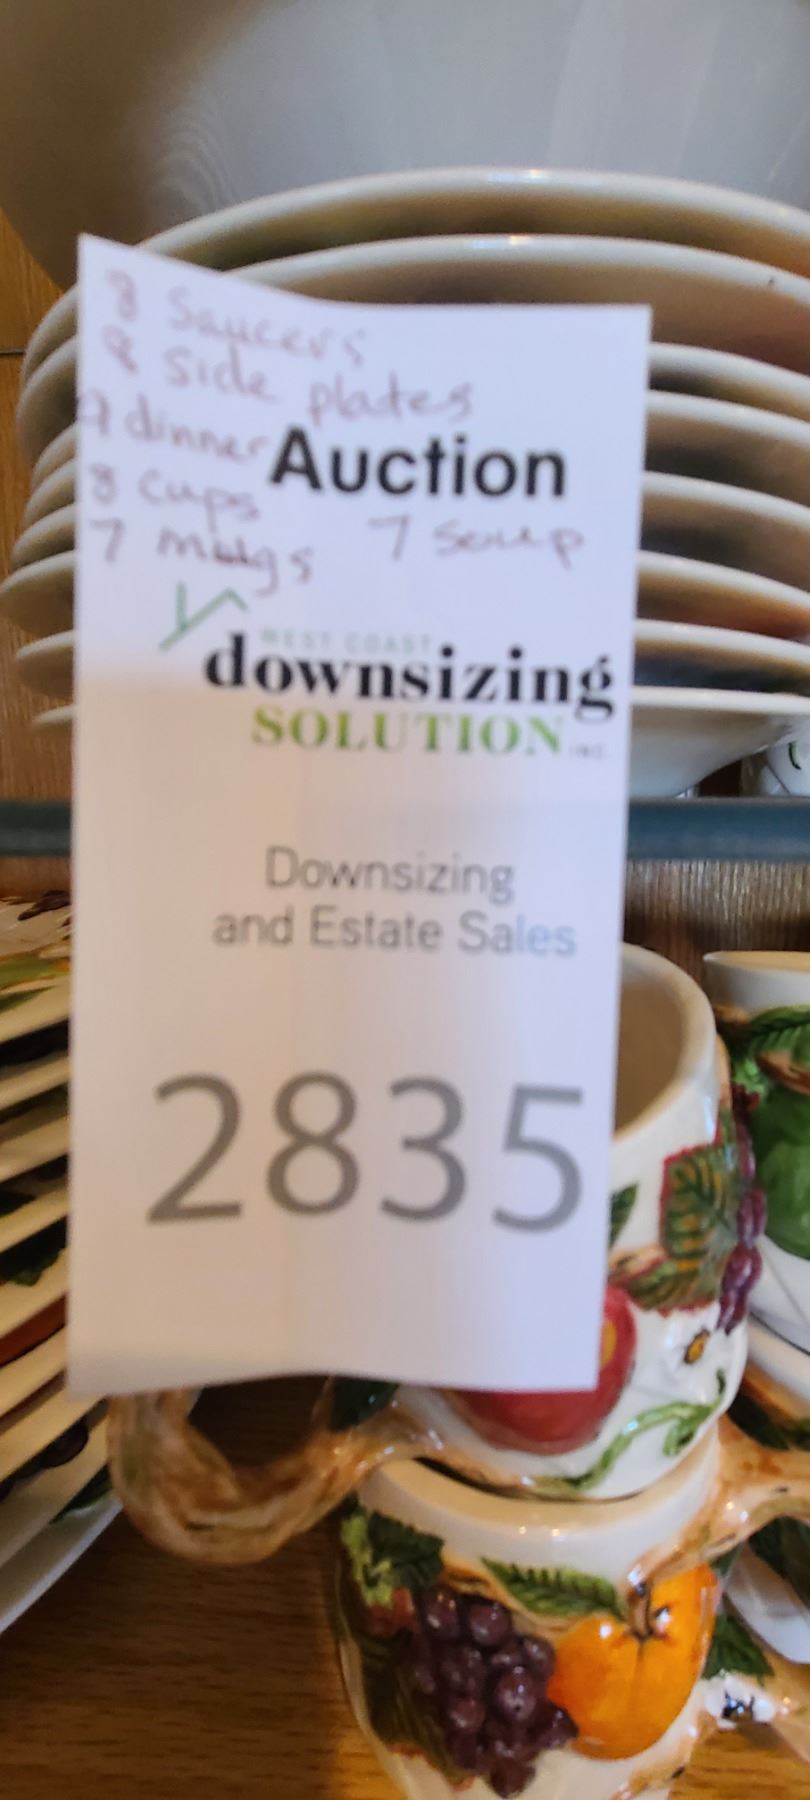 8 Saucers
8 side plates
9 dinner
Auction
8 cups
7 mugs 7 soup
WEST COAST
downsizing
SOLUTION INC.
Downsizing
and Estate Sales
2835